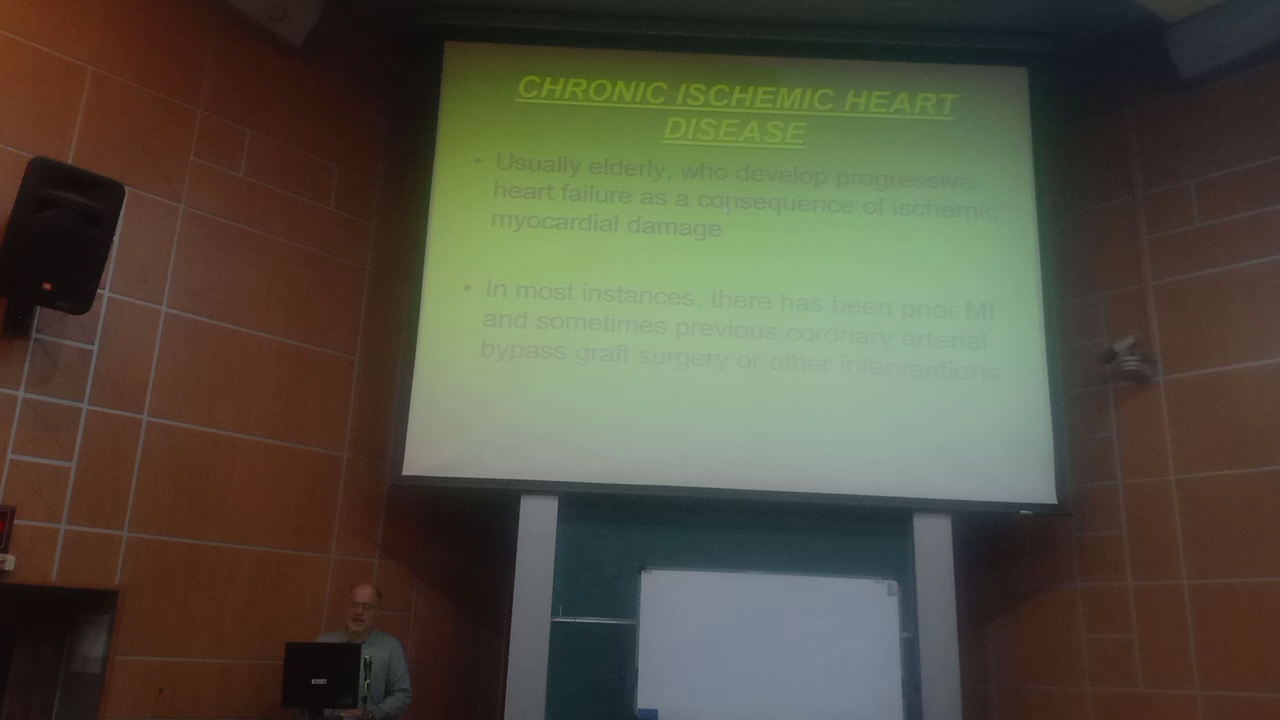 CHRONIC ISCHEMIC HEART
DISEASE
• Usually elderly, who develop progressive
heart failure as a consequence of ischemic
myocardial damage
• In most instances, there has been prior MI
and sometimes previous coronary arterial
bypass graft surgery or other interventions